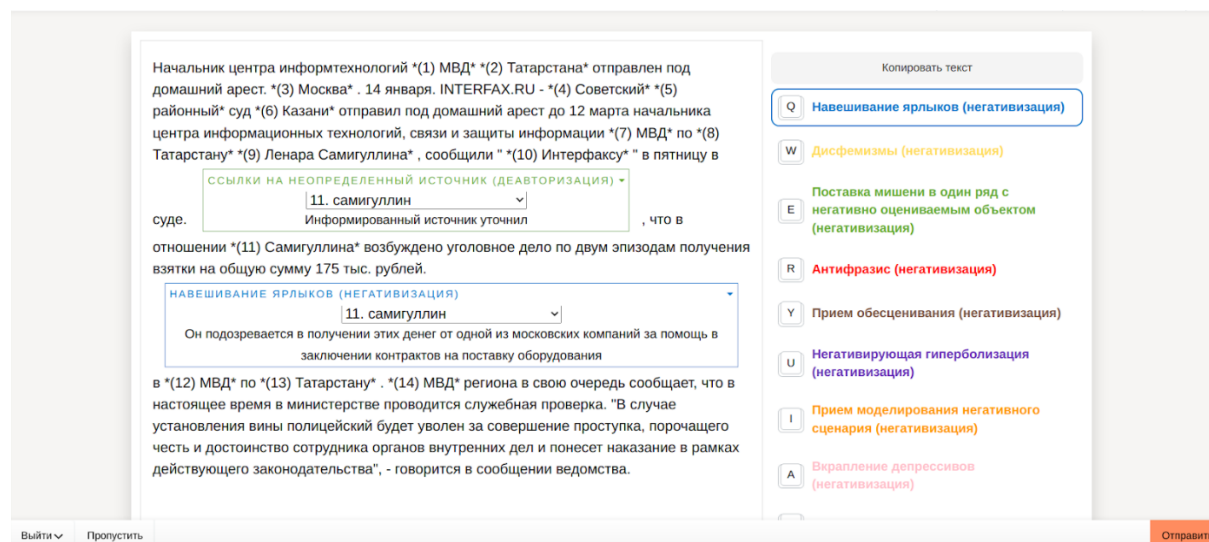 Начальник центра информтехнологий *(1) МВД* *(2) Татарстана* отправлен под
домашний арест. *(3) Москва* . 14 января. INTERFAX.RU - *(4) Советский* *(5)
районный* суд *(6) Казани* отправил под домашний арест до 12 марта начальника
центра информационных технологий, связи и защиты информации *(7) МВД* по *(8)
Татарстану* *(9) Ленара Самигуллина* , сообщили " *(10) Интерфаксу* " в пятницу в
ССЫЛКИ НА НЕОПРЕДЕЛЕННЫЙ ИСТОЧНИК (ДЕАВТОРИЗАЦИЯ)
11. самигуллин
суде. Информированный источник уточнил , что в
отношении *(11) Самигуллина* возбуждено уголовное дело по двум эпизодам получения
взятки на общую сумму 175 тыс. рублей.
НАВЕШИВАНИЕ ЯРЛЫКОВ (НЕГАТИВИЗАЦИЯ)
11. самигуллин
Он подозревается в получении этих денег от одной из московских компаний за помощь в
заключении контрактов на поставку оборудования
в *(12) МВД* по *(13) Татарстану* . *(14) МВД* региона в свою очередь сообщает, что в
настоящее время в министерстве проводится служебная проверка. "В случае
установления вины полицейский будет уволен за совершение проступка, порочащего
честь и достоинство сотрудника органов внутренних дел и понесет наказание в рамках
действующего законодательства", - говорится в сообщении ведомства.
Копировать текст
Q Навешивание ярлыков (негативизация)
W Дисфемизмы (негативизация)
Поставка мишени в один ряд с
E негативно оцениваемым объектом
(негативизация)
R Антифразис (негативизация)
Y Прием обесценивания (негативизация)
U Негативирующая гиперболизация
(негативизация)
I Прием моделирования негативного
сценария (негативизация)
A Вкрапление депрессивов
(негативизация)
Выйти Пропустить Отправить